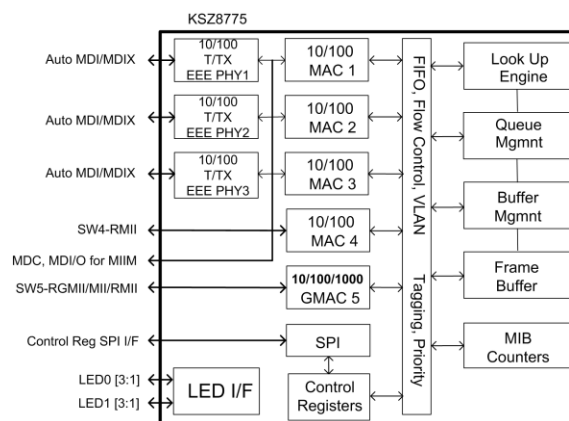 KSZ8775
Auto MDI/MDIX
10/100
T/TX
EEE PHY1
10/100
MAC 1
Look Up
Engine
Auto MDI/MDIX
10/100
T/TX
EEE PHY2
10/100
MAC 2
Queue
Mgmnt
Auto MDI/MDIX
10/100
T/TX
EEE PHY3
10/100
MAC 3
Buffer
Mgmnt
SW4-RMII
10/100
MAC 4
MDC, MDI/O for MIIM
SW5-RGMII/MII/RMII
10/100/1000
GMAC 5
Frame
Buffer
FIFO, Flow Control, VLAN
Tagging, Priority
Control Reg SPI I/F
SPI
MIB
Counters
LED0 [3:1]
LED1 [3:1]
LED I/F
Control
Registers